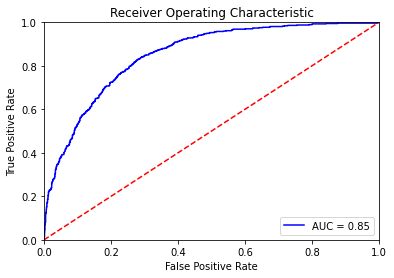 Receiver Operating Characteristic
True Positive Rate
1.0
0.8
0.6
0.4
0.2
0.0
AUC = 0.85
0.0 0.2 0.4 0.6 0.8 1.0
False Positive Rate